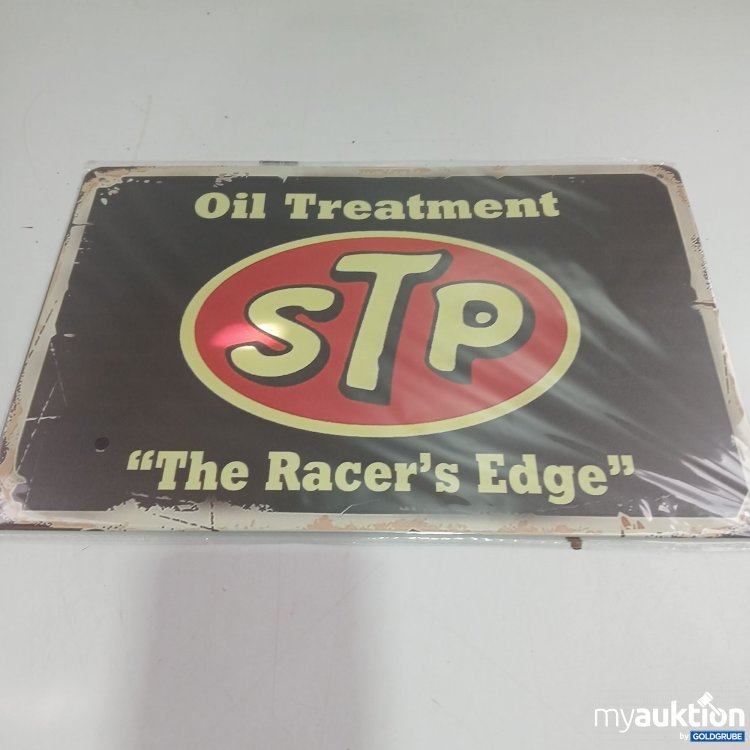 Oil Treatment
STP
“The Racer's Edge”
myauktion
by GOLDGRUBE